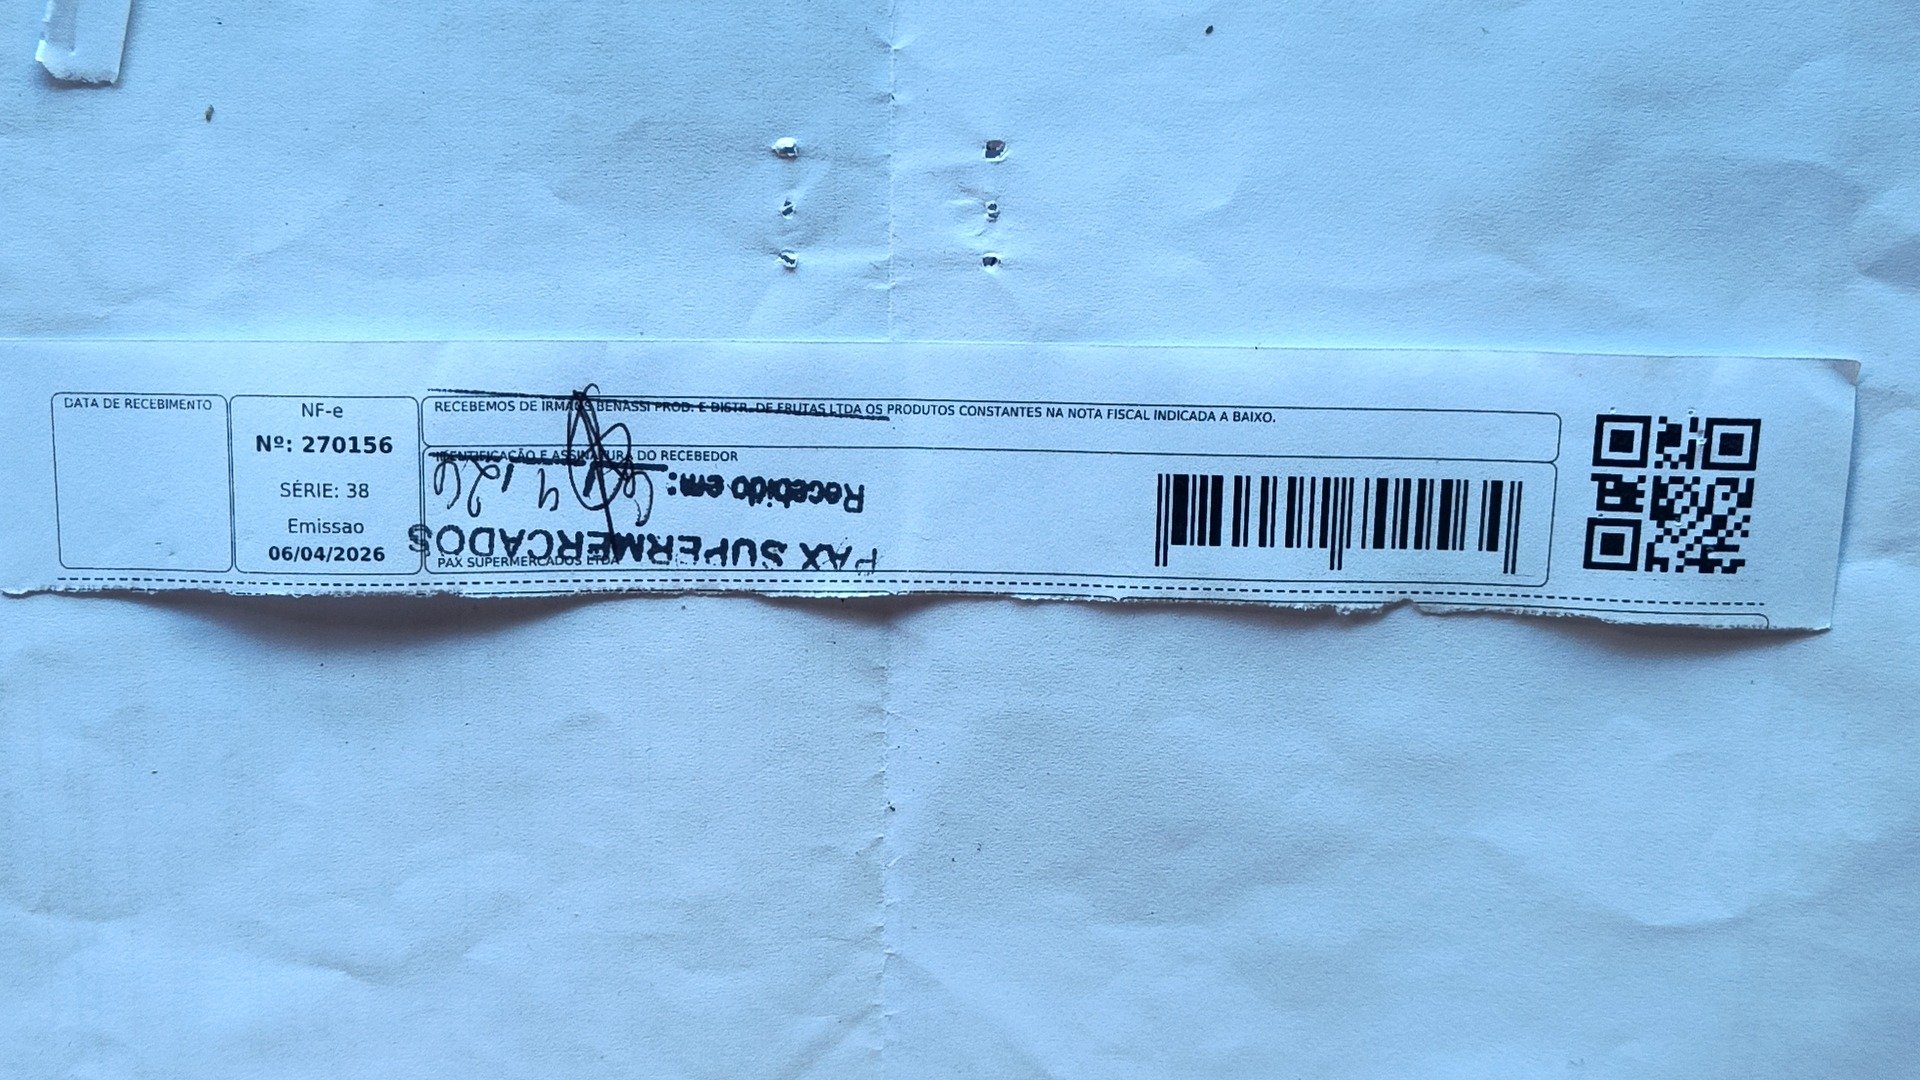 DATA DE RECEBIMENTO
NF-e
Nº: 270156
SÉRIE: 38
Emissao
06/04/2026
RECEBEMOS DE IRMAOS BENASSI PROD. E DISTR. DE FRUTAS LTDA OS PRODUTOS CONSTANTES NA NOTA FISCAL INDICADA A BAIXO.
IDENTIFICAÇÃO E ASSINATURA DO RECEBEDOR
PAX SUPERMERCADOS LTDA
PAX SUPERMERCADOS
Recebido em: